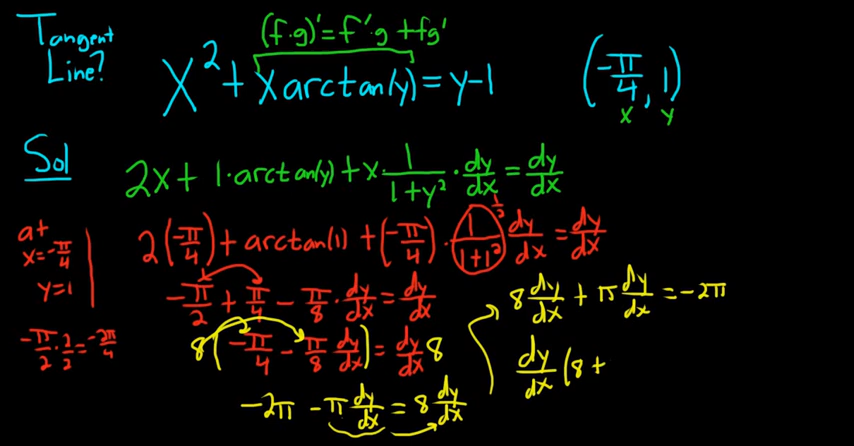 Tangent Line?
(f·g)' = f'·g + fg'
x² + x arctan(y) = y-1
(-π/4, 1)
x y
Sol
2x + 1·arctan(y) + x·1/(1+y²)·dy/dx = dy/dx
at
x=-π/4
y=1
2(-π/4) + arctan(1) + (-π/4)·1/(1+1²) dy/dx = dy/dx
1/2
-π/2 + π/4 - π/8·dy/dx = dy/dx
-π/2·2/2=-2π/4
8(-π/4 - π/8 dy/dx) = dy/dx 8
-2π - π dy/dx = 8 dy/dx
8 dy/dx + π dy/dx = -2π
dy/dx (8 +